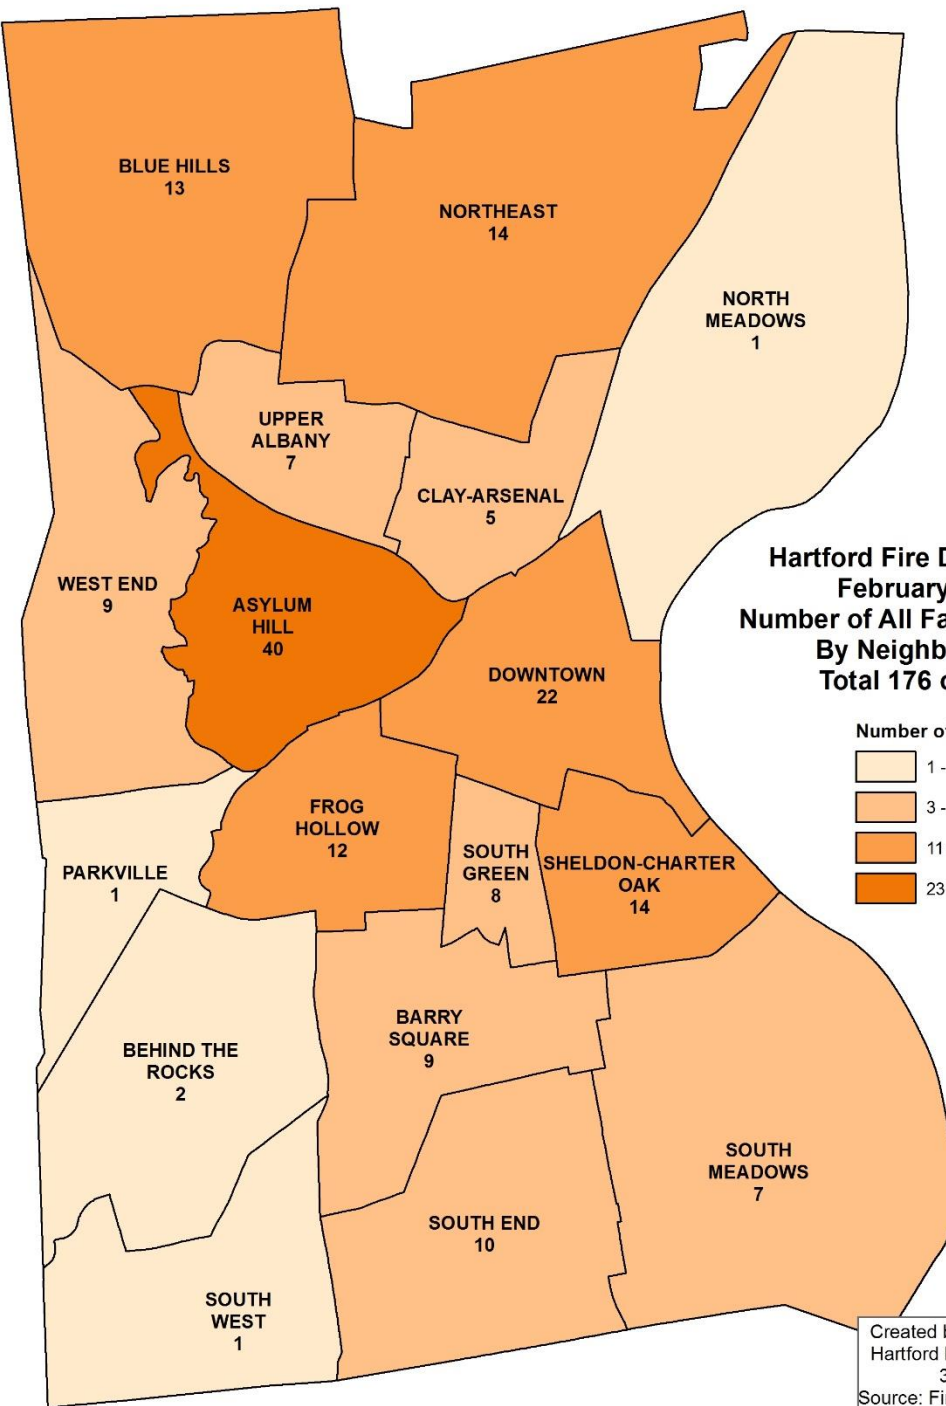 BLUE HILLS
13
NORTHEAST
14
NORTH
MEADOWS
1
UPPER
ALBANY
7
CLAY-ARSENAL
5
WEST END
9
ASYLUM
HILL
40
DOWNTOWN
22
Hartford Fire
February
Number of All
By
Total 176
Number
1 -
3 -
11
23
FROG
HOLLOW
12
SOUTH
GREEN
8
SHELDON-CHARTER
OAK
14
PARKVILLE
1
BARRY
SQUARE
9
BEHIND THE
ROCKS
2
SOUTH
MEADOWS
7
SOUTH END
10
SOUTH
WEST
1
Created
Hartford
3
Source: